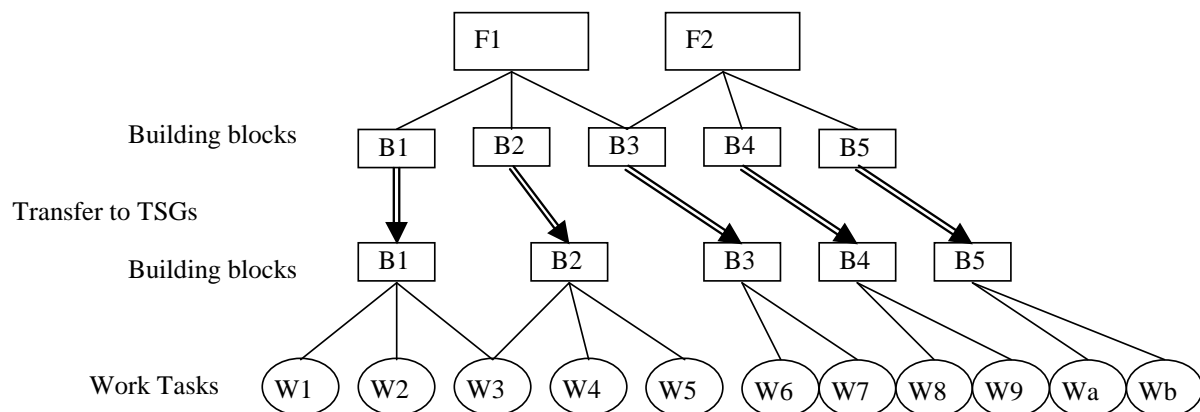 F1 F2
Building blocks B1 B2 B3 B4 B5
Transfer to TSGs
Building blocks B1 B2 B3 B4 B5
Work Tasks W1 W2 W3 W4 W5 W6 W7 W8 W9 Wa Wb